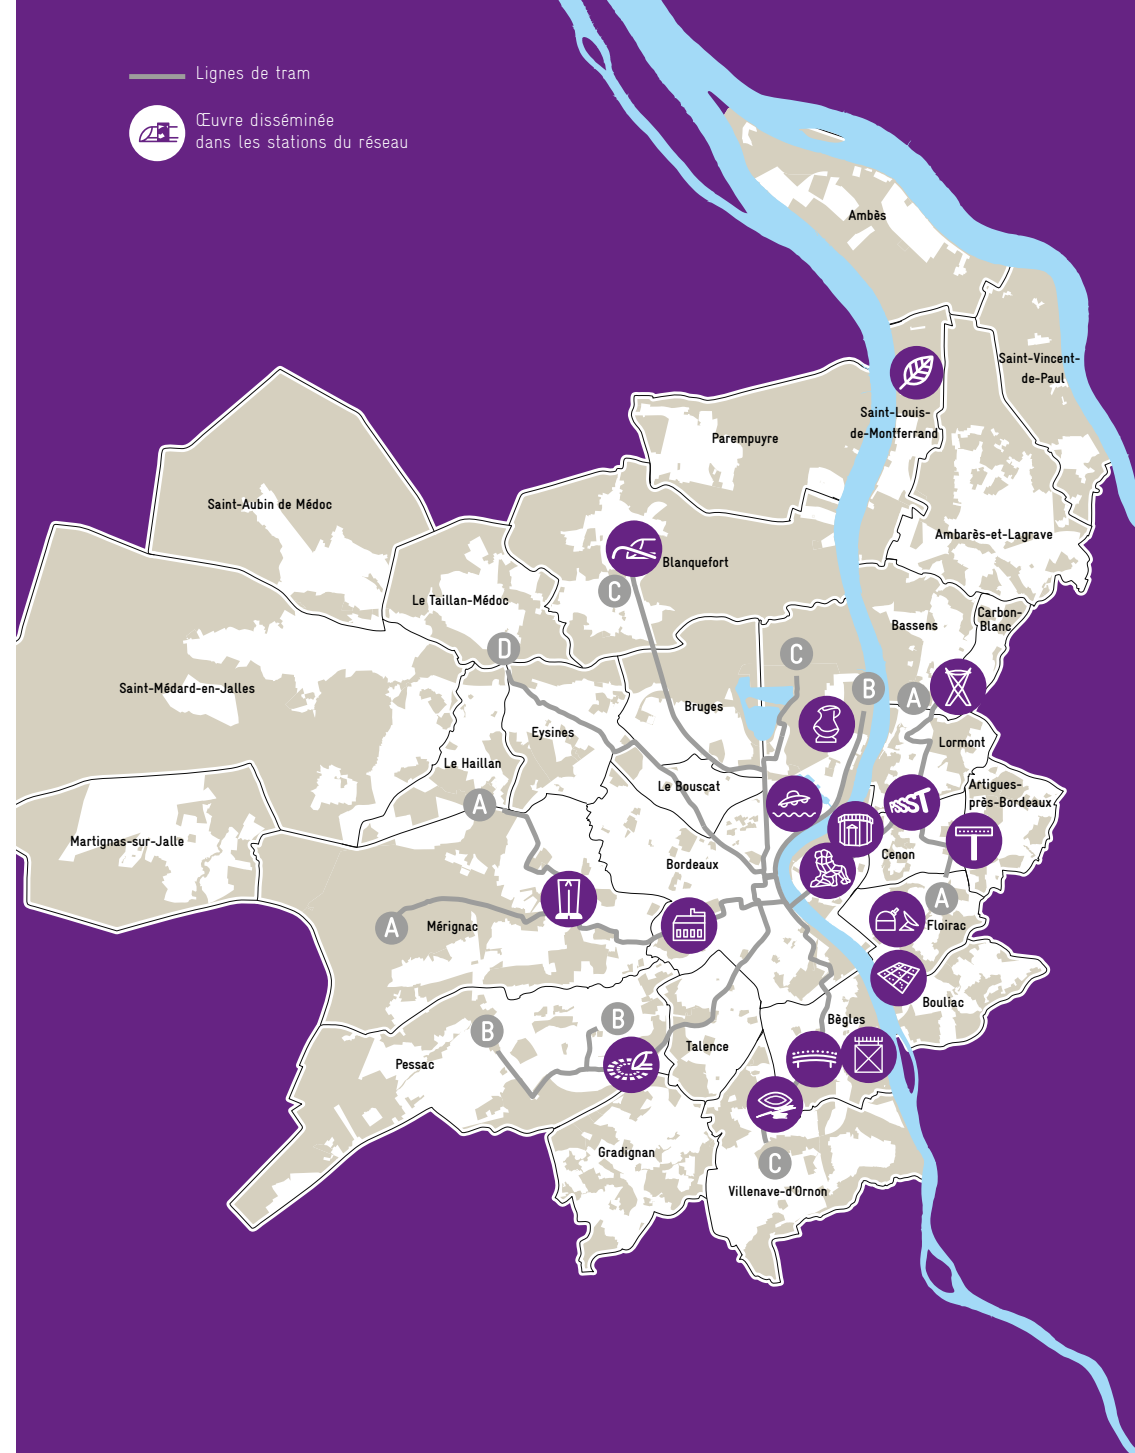 Lignes de tram
Œuvre disséminée
dans les stations du réseau
Ambès
Saint-Vincent-
de-Paul
Saint-Louis-
de-Montferrand
Parempuyre
Saint-Aubin de Médoc
Ambarès-et-Lagrave
Blanquefort
C
Le Taillan-Médoc
Carbon-
Blanc
Bassens
D
C
B
A
Saint-Médard-en-Jalles
Bruges
Eysines
Lormont
Le Haillan
Le Bouscat
Artigues-
près-Bordeaux
A
PSSST
Martignas-sur-Jalle
Bordeaux
Cenon
A
Mérignac
A
Floirac
Bouliac
B
B
Bègles
Talence
Pessac
Gradignan
C
Villenave-d'Ornon